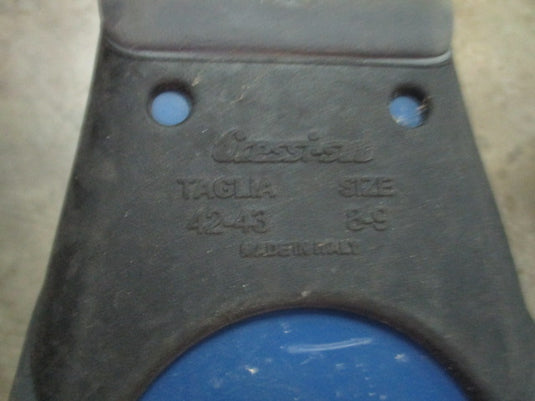 Cressi-sub
TAGLIA SIZE
42-43 8-9
MADE IN ITALY